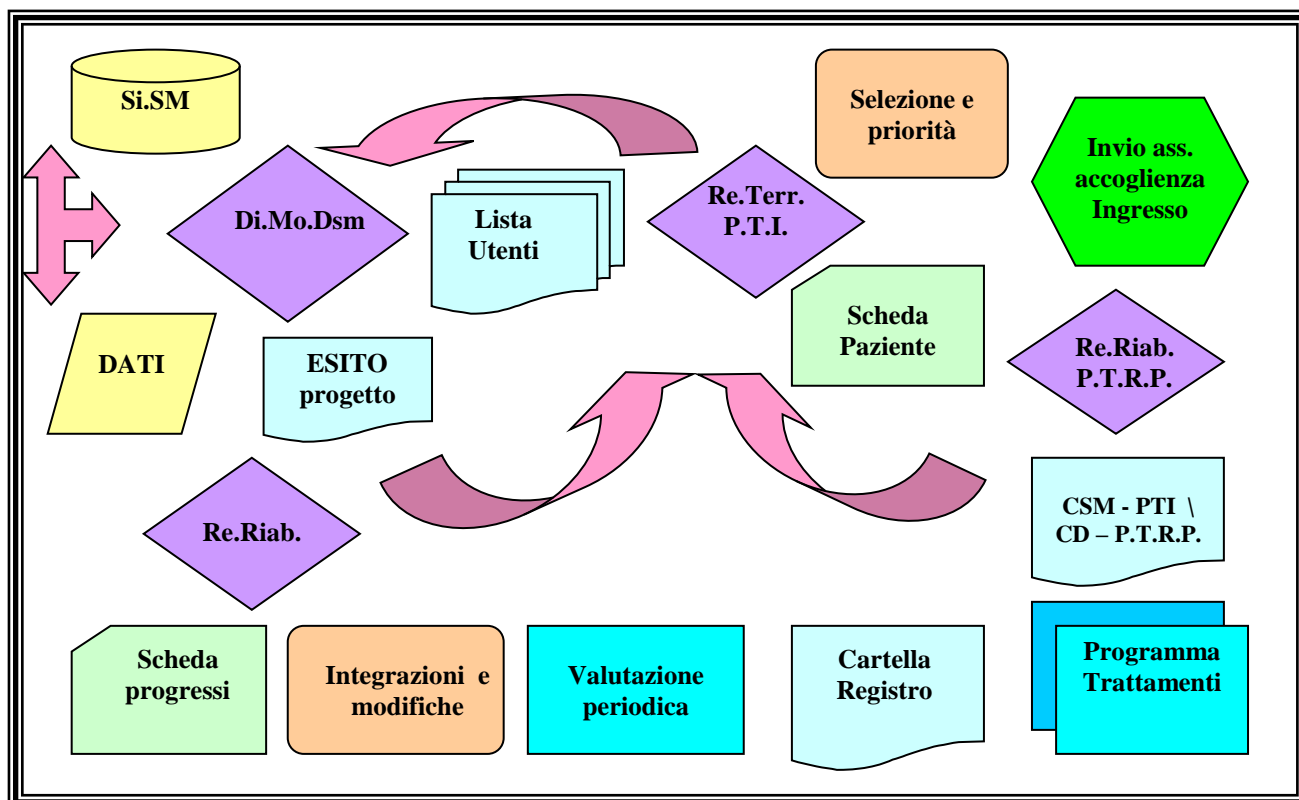 Si.SM
Selezione e
priorità
Invio ass.
accoglienza
Ingresso
Di.Mo.Dsm
Lista
Utenti
Re.Terr.
P.T.I.
DATI
ESITO
progetto
Scheda
Paziente
Re.Riab.
P.T.R.P.
Re.Riab.
CSM - PTI \
CD – P.T.R.P.
Scheda
progressi
Integrazioni e
modifiche
Valutazione
periodica
Cartella
Registro
Programma
Trattamenti